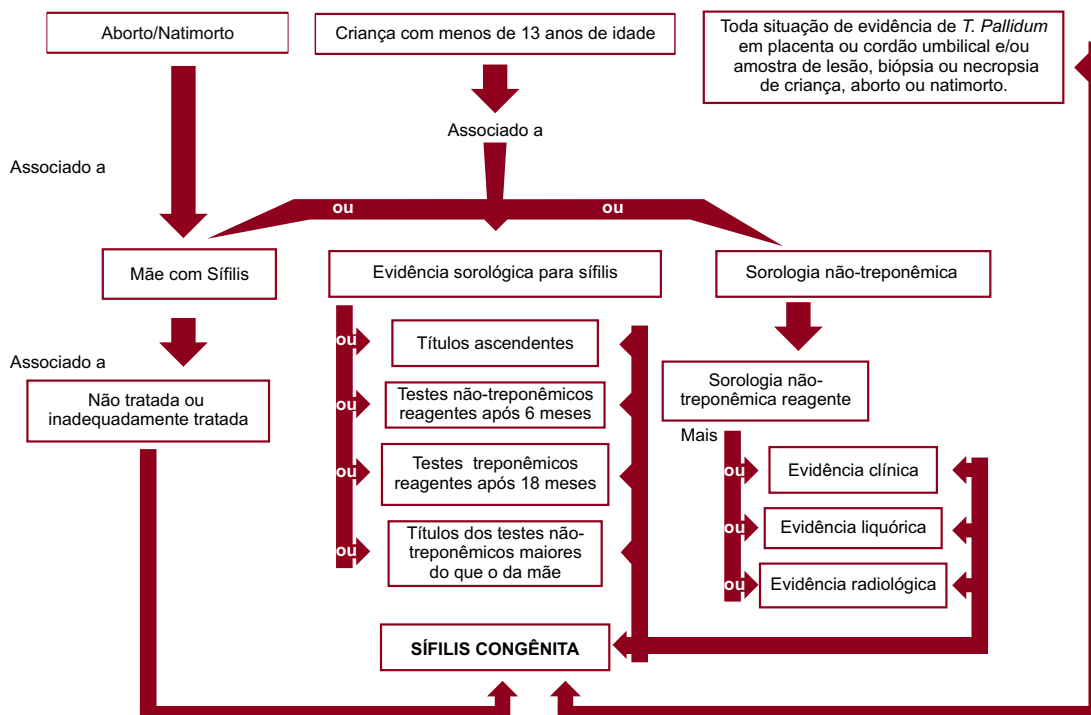 Aborto/Natimorto
Criança com menos de 13 anos de idade
Toda situação de evidência de T. Pallidum
em placenta ou cordão umbilical e/ou
amostra de lesão, biópsia ou necropsia
de criança, aborto ou natimorto.
Associado a
Associado a
ou
ou
Mãe com Sífilis
Evidência sorológica para sífilis
Sorologia não-treponêmica
Associado a
Não tratada ou
inadequadamente tratada
ou
Títulos ascendentes
ou
Testes não-treponêmicos
reagentes após 6 meses
ou
Testes treponêmicos
reagentes após 18 meses
ou
Títulos dos testes não-
treponêmicos maiores
do que o da mãe
Sorologia não-
treponêmica reagente
Mais
ou
Evidência clínica
ou
Evidência liquórica
ou
Evidência radiológica
SÍFILIS CONGÊNITA